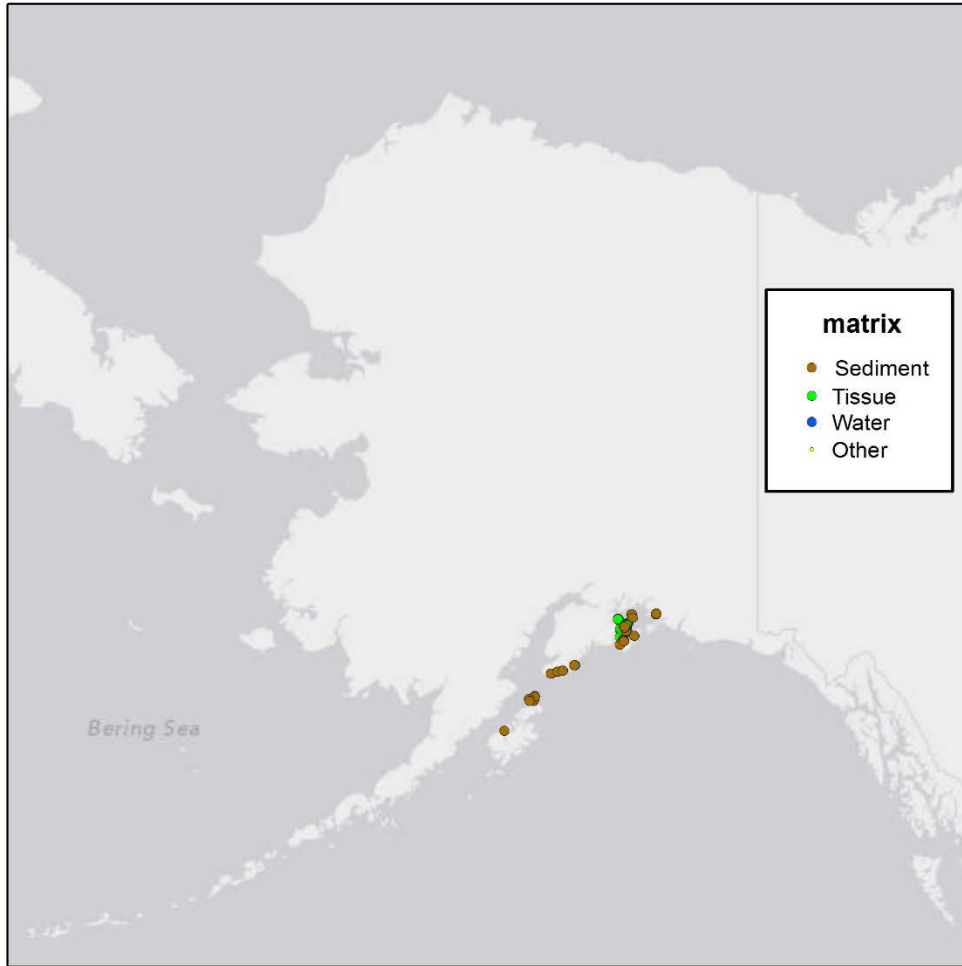 matrix
Sediment
Tissue
Water
Other
Bering Sea